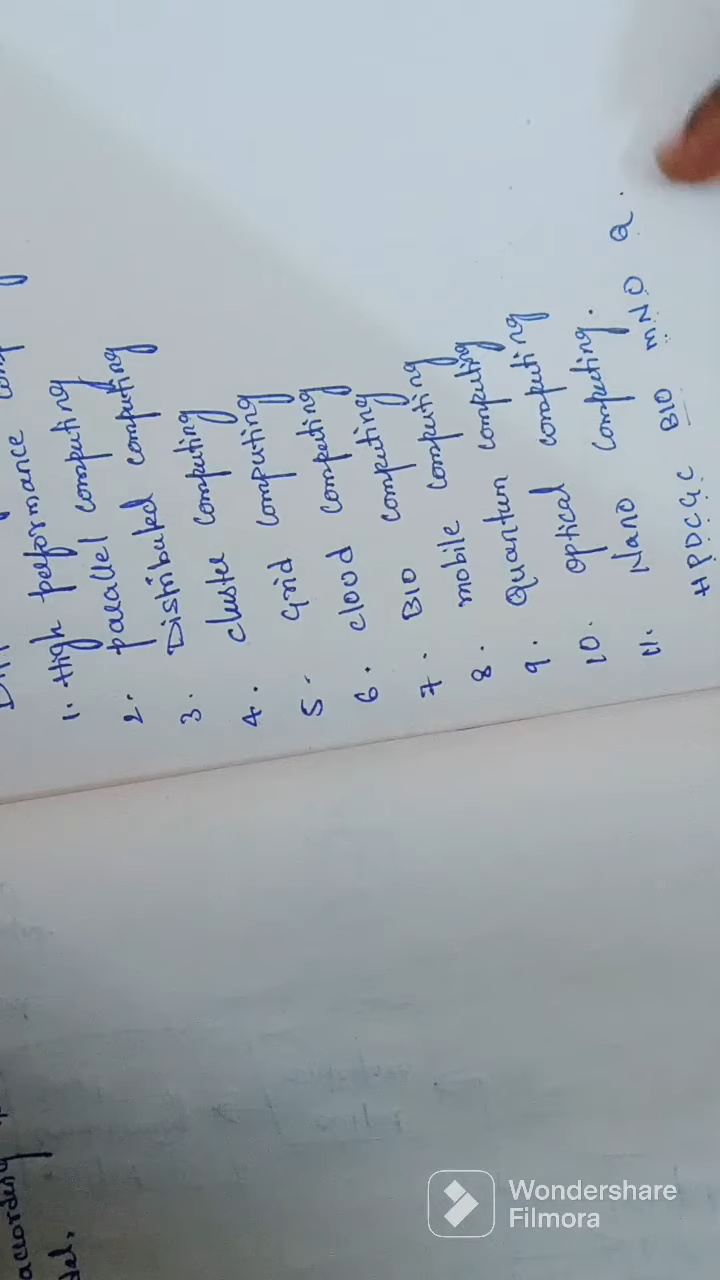 1. High performance computing
2. parallel computing
3. Distributed computing
4. cluster computing
5. Grid computing
6. cloud computing
7. BIO computing
8. mobile computing
9. Quantum computing
10. optical computing
11. Nano computing.
HPDCGC BIO MNO Q.
according
Wondershare
Filmora